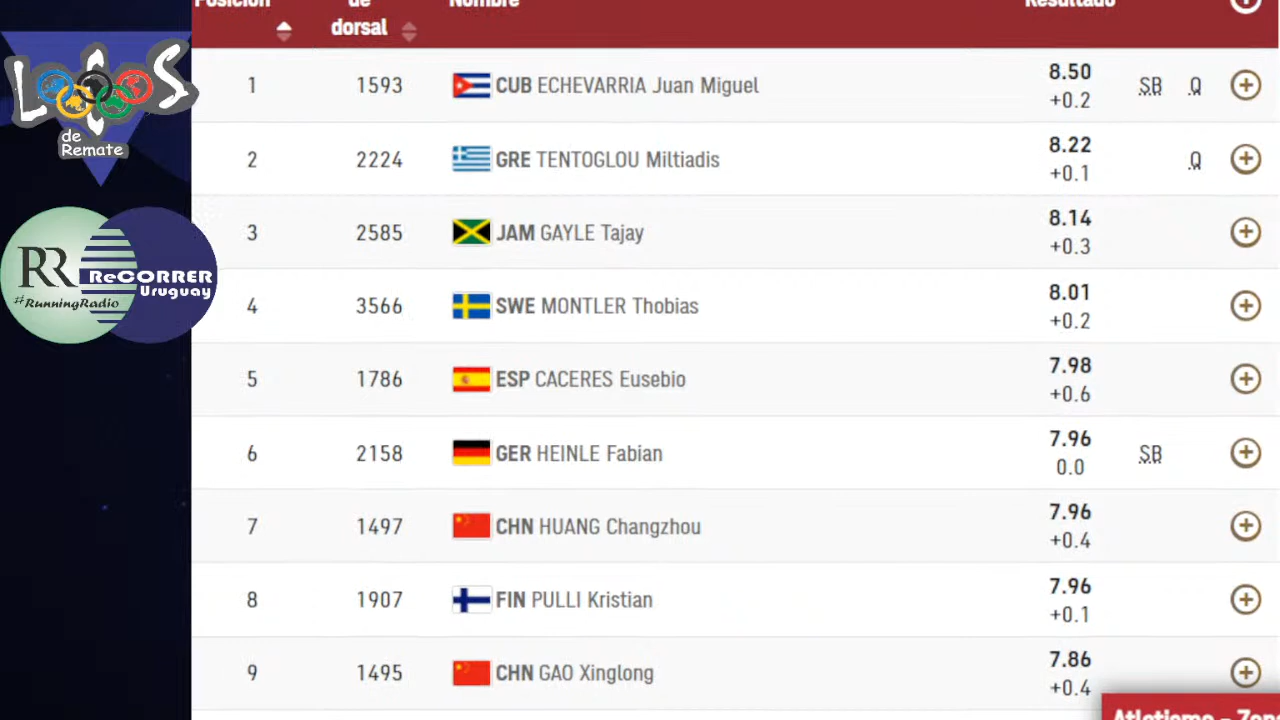 Posición
de
dorsal
Nombre
Resultado
LOCOS
de
Remate
RR
#RunningRadio
ReCORRER
Uruguay
1 1593 CUB ECHEVARRIA Juan Miguel 8.50 SB Q
+0.2
2 2224 GRE TENTOGLOU Miltiadis 8.22 Q
+0.1
3 2585 JAM GAYLE Tajay 8.14
+0.3
4 3566 SWE MONTLER Thobias 8.01
+0.2
5 1786 ESP CACERES Eusebio 7.98
+0.6
6 2158 GER HEINLE Fabian 7.96 SB
0.0
7 1497 CHN HUANG Changzhou 7.96
+0.4
8 1907 FIN PULLI Kristian 7.96
+0.1
9 1495 CHN GAO Xinglong 7.86
+0.4
Atletismo -